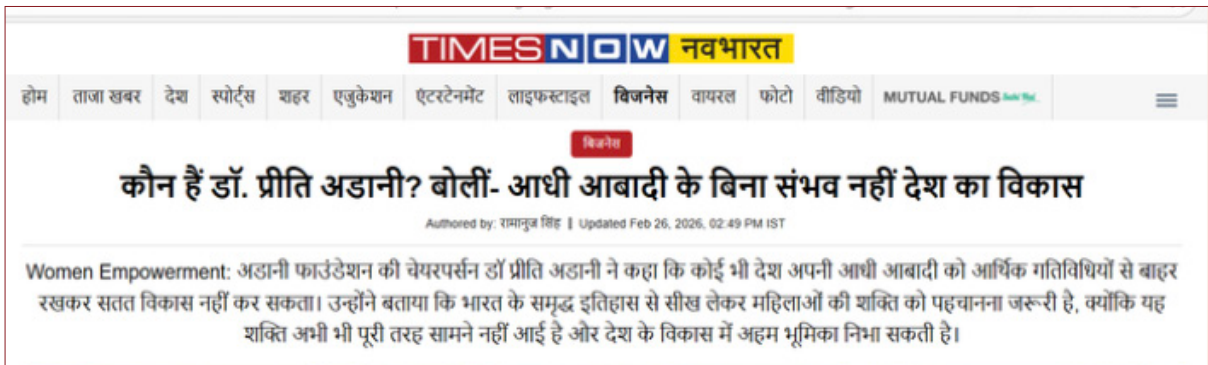 TIMES NOW नवभारत
होम ताजा खबर देश स्पोर्ट्स शहर एजुकेशन एंटरटेनमेंट लाइफस्टाइल बिजनेस वायरल फोटो वीडियो MUTUAL FUNDS
बिजनेस
कौन हैं डॉ. प्रीति अडानी? बोलीं- आधी आबादी के बिना संभव नहीं देश का विकास
Authored by: रामानुज सिंह | Updated Feb 26, 2026, 02:49 PM IST
Women Empowerment: अडानी फाउंडेशन की चेयरपर्सन डॉ प्रीति अडानी ने कहा कि कोई भी देश अपनी आधी आबादी को आर्थिक गतिविधियों से बाहर
रखकर सतत विकास नहीं कर सकता। उन्होंने बताया कि भारत के समृद्ध इतिहास से सीख लेकर महिलाओं की शक्ति को पहचानना जरूरी है, क्योंकि यह
शक्ति अभी भी पूरी तरह सामने नहीं आई है और देश के विकास में अहम भूमिका निभा सकती है।